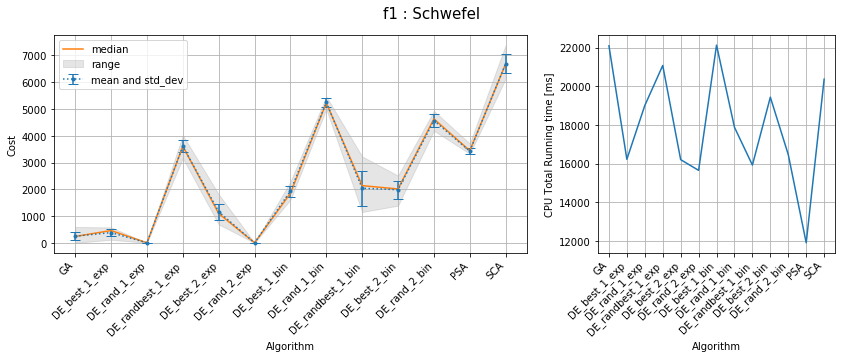 f1 : Schwefel
Cost
7000
6000
5000
4000
3000
2000
1000
0
median
range
mean and std_dev
GA
DE_best_1_exp
DE_rand_1_exp
DE_randbest_1_exp
DE_best_2_exp
DE_rand_2_exp
DE_best_1_bin
DE_rand_1_bin
DE_randbest_1_bin
DE_best_2_bin
DE_rand_2_bin
PSA
SCA
Algorithm
CPU Total Running time [ms]
22000
20000
18000
16000
14000
12000
GA
DE_best_1_exp
DE_rand_1_exp
DE_randbest_1_exp
DE_best_2_exp
DE_rand_2_exp
DE_best_1_bin
DE_rand_1_bin
DE_randbest_1_bin
DE_best_2_bin
DE_rand_2_bin
PSA
SCA
Algorithm